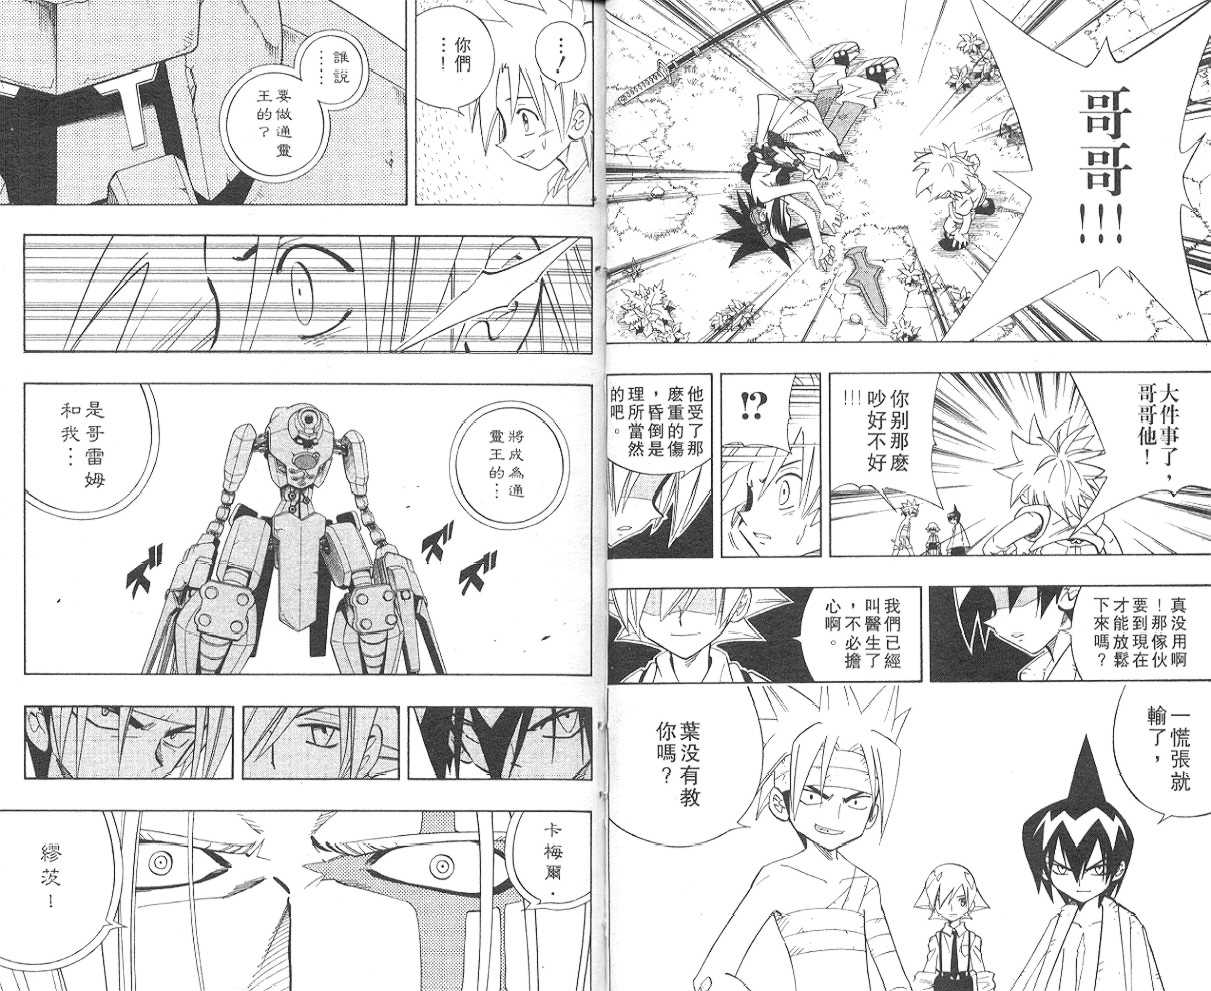 哥哥!!!
大件事了，
哥哥他！
你別那麼
吵好不好
!!!
!?
他受了那
麼重的傷
，昏倒是
理所當然
的吧。
真没用啊
！那傢伙
要到現在
才能放鬆
下來嗎？
我們已經
叫醫生了
，不必擔
心啊。
一慌張就
輸了，
葉没有教
你嗎？
…！
你們
…！
誰說
……
要做通靈
王的？
將成為通
靈王的…
是哥雷姆
和我…
卡梅爾．
繆茨！